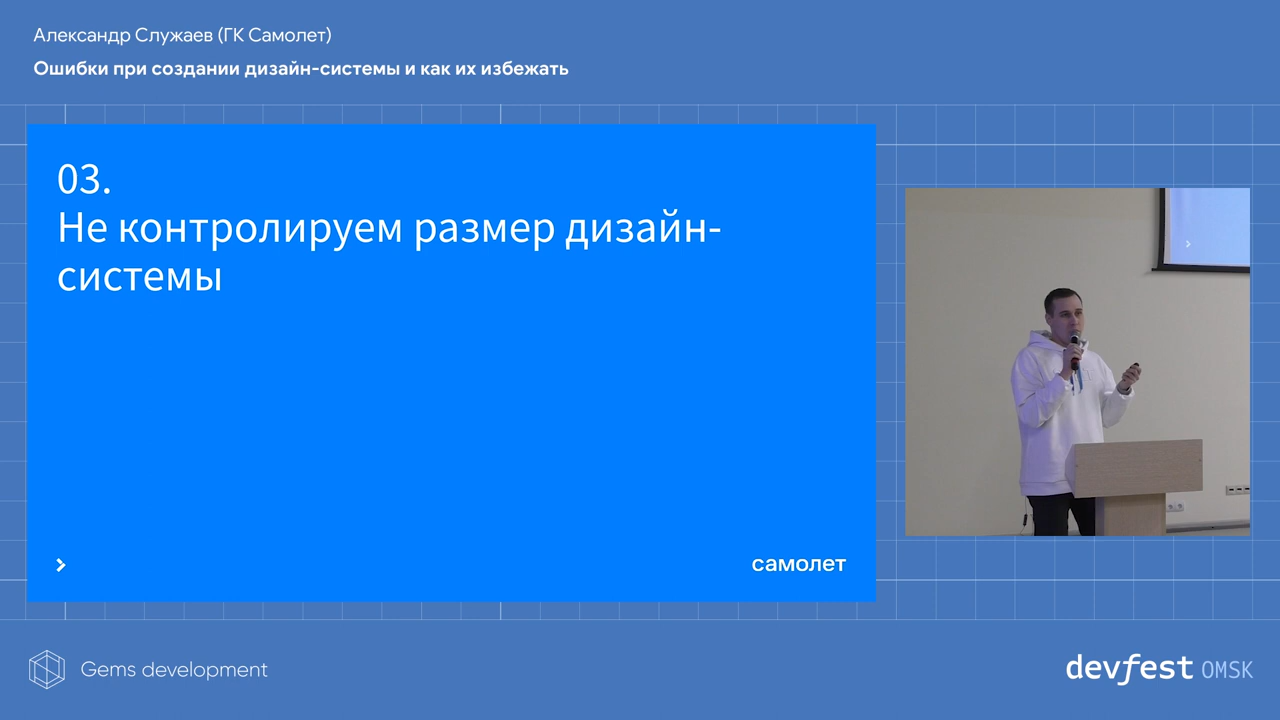 Александр Служаев (ГК Самолет)
Ошибки при создании дизайн-системы и как их избежать
03.
Не контролируем размер дизайн-
системы
самолет
Gems development
devfest OMSK